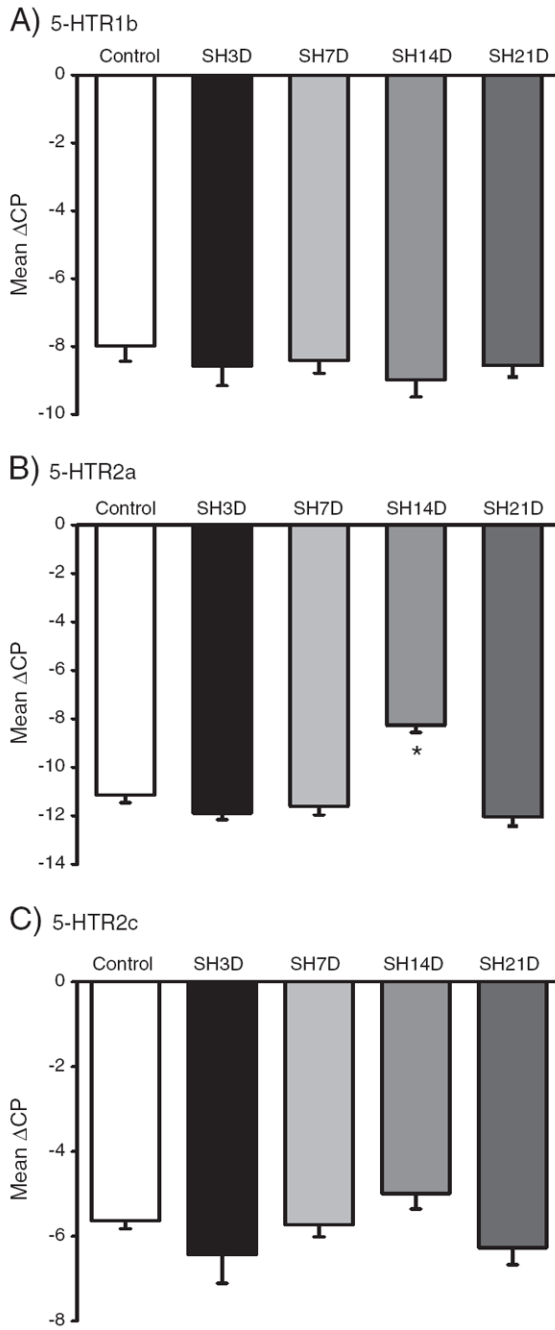 A) 5-HTR1b
Control SH3D SH7D SH14D SH21D
0
-2
-4
-6
-8
-10
Mean ΔCP
B) 5-HTR2a
Control SH3D SH7D SH14D SH21D
0
-2
-4
-6
-8
-10
-12
-14
Mean ΔCP
*
C) 5-HTR2c
Control SH3D SH7D SH14D SH21D
0
-2
-4
-6
-8
Mean ΔCP